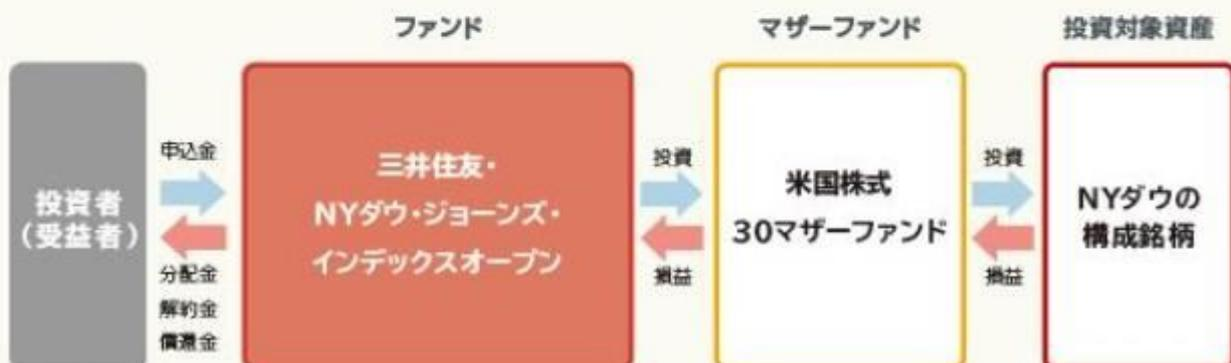 ファンド
マザーファンド
投資対象資産
投資者
（受益者）
申込金
分配金
解約金
償還金
三井住友・
NYダウ・ジョーンズ・
インデックスオープン
投資
損益
米国株式
30マザーファンド
投資
損益
NYダウの
構成銘柄